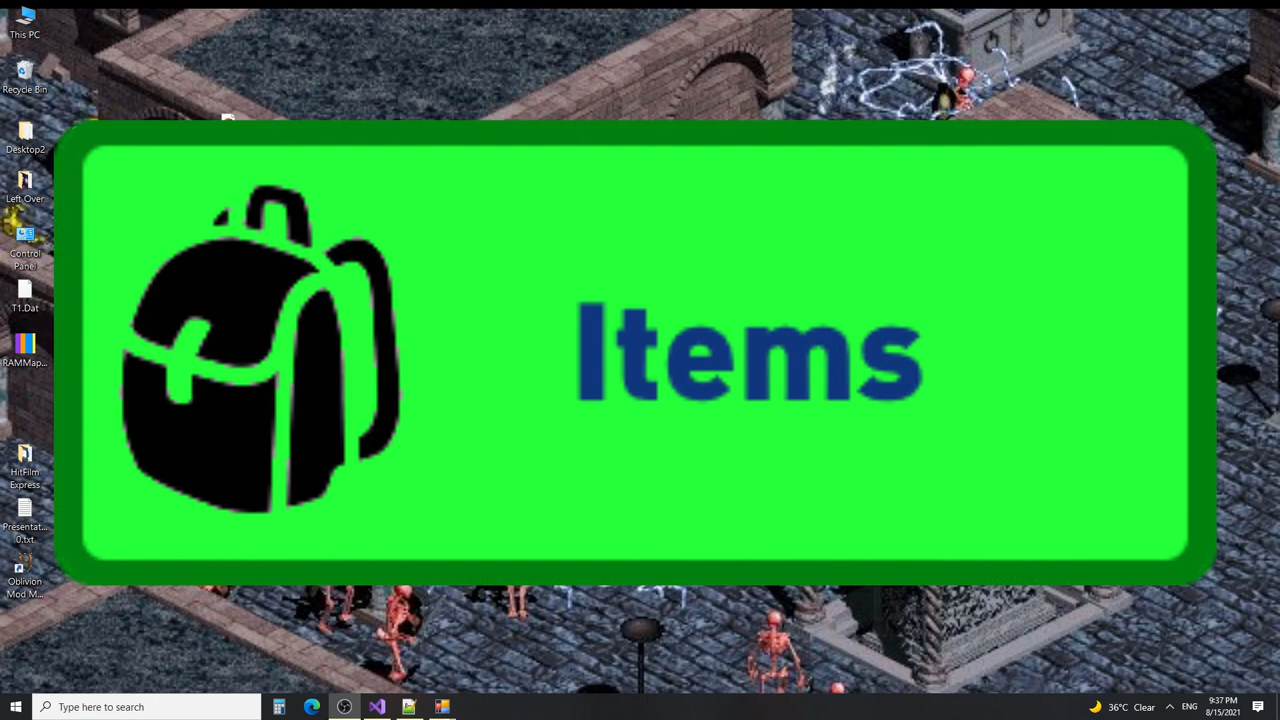 This PC
Recycle Bin
Desktop2
Left Over
Control
Panel
T1.Dat
RAMMap...
HitFilm
Express
Presentat...
0.txt
Oblivion
Mod M...
Items
Type here to search
36°C Clear
ENG
9:37 PM
8/15/2021